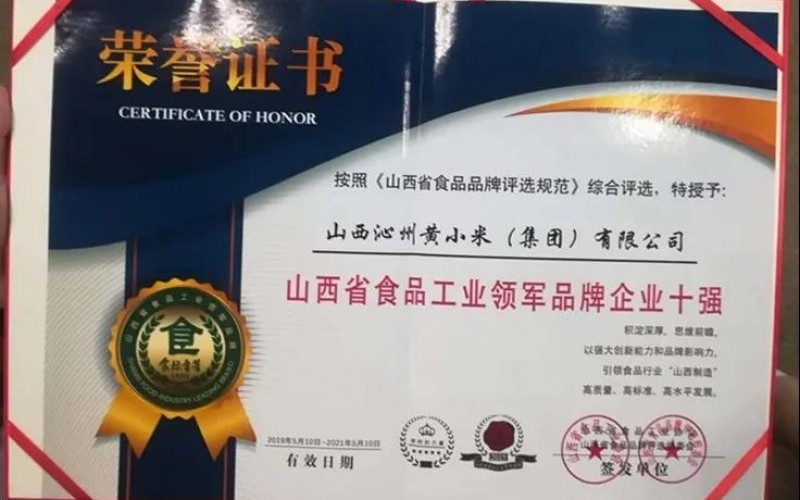 荣誉证书
CERTIFICATE OF HONOR
按照《山西省食品品牌评选规范》综合评选，特授予：
山西沁州黄小米（集团）有限公司
山西省食品工业领军品牌企业十强
积淀深厚，思维前瞻，
以强大创新能力和品牌影响力，
引领食品行业“山西制造”
高质量、高标准、高水平发展。
食
SHANXI FOOD INDUSTRY LEADING BRAND
2019年5月10日-2021年5月10日
有效日期
签发单位